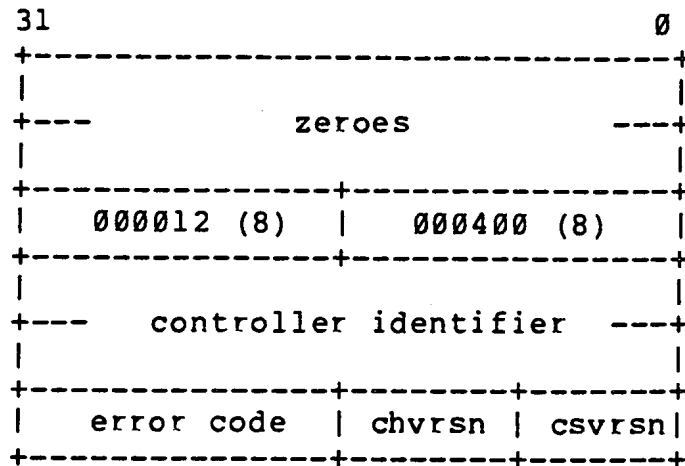 31 0
zeroes
000012 (8) 000400 (8)
controller identifier
error code chvrsn csvrsn